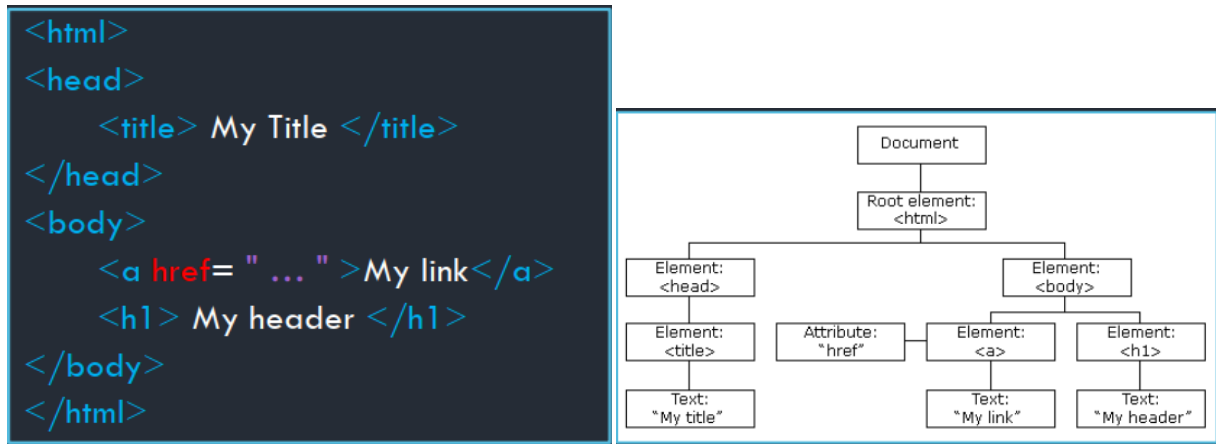 <html>
<head>
<title> My Title </title>
</head>
<body>
<a href= " ... " >My link</a>
<h1> My header </h1>
</body>
</html>
Document
Root element:
<html>
Element:
<head>
Element:
<body>
Element:
<title>
Attribute:
“href”
Element:
<a>
Element:
<h1>
Text:
“My title”
Text:
“My link”
Text:
“My header”